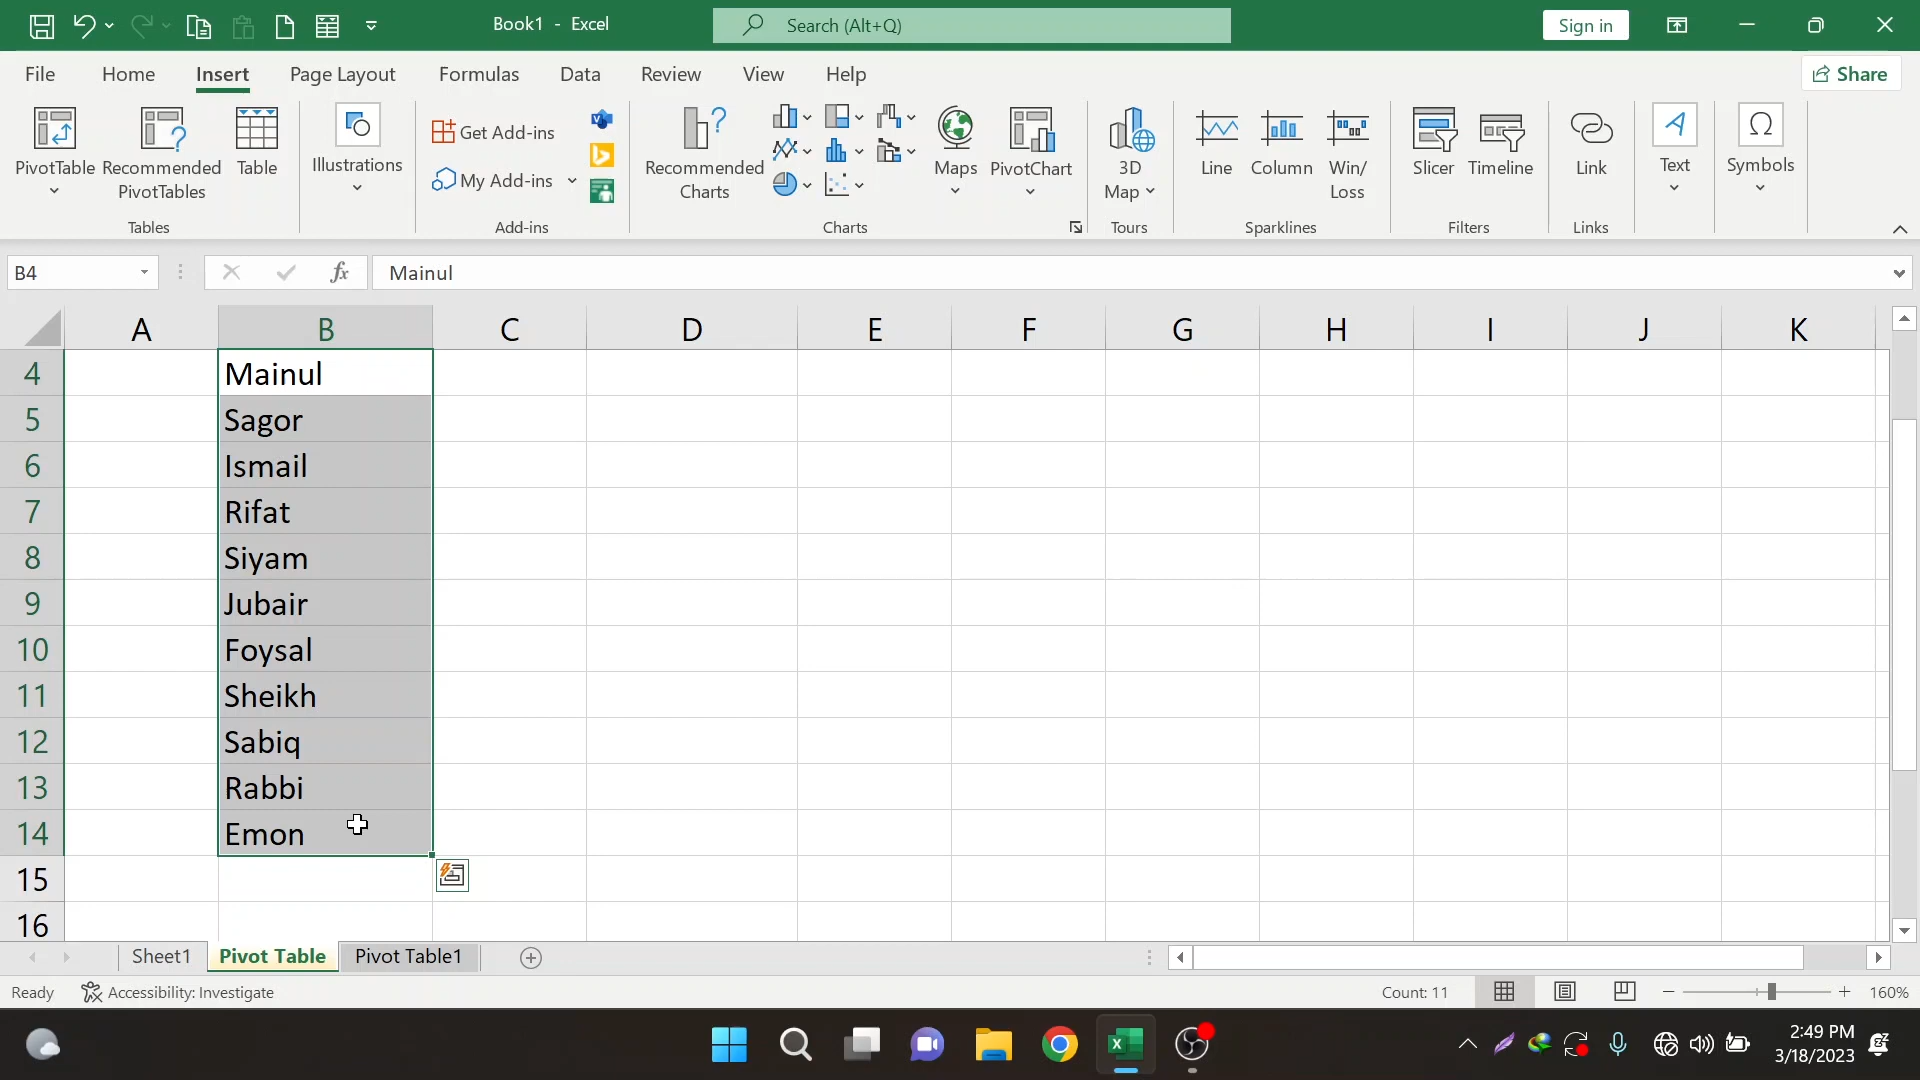 Book1 - Excel
Search (Alt+Q)
Sign in
File
Home
Insert
Page Layout
Formulas
Data
Review
View
Help
Share
PivotTable
Recommended
PivotTables
Table
Tables
Illustrations
Get Add-ins
My Add-ins
Add-ins
Recommended
Charts
Maps
PivotChart
Charts
3D
Map
Tours
Line
Column
Win/
Loss
Sparklines
Slicer
Timeline
Filters
Link
Links
Text
Symbols
B4
fx
Mainul
A B C D E F G H I J K
4 Mainul
5 Sagor
6 Ismail
7 Rifat
8 Siyam
9 Jubair
10 Foysal
11 Sheikh
12 Sabiq
13 Rabbi
14 Emon
15
16
Sheet1
Pivot Table
Pivot Table1
Ready
Accessibility: Investigate
Count: 11
160%
2:49 PM
3/18/2023